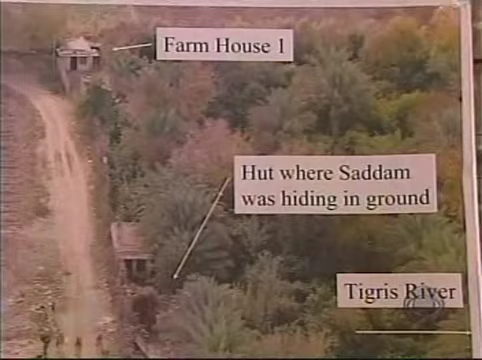 Farm House 1
Hut where Saddam
was hiding in ground
Tigris River